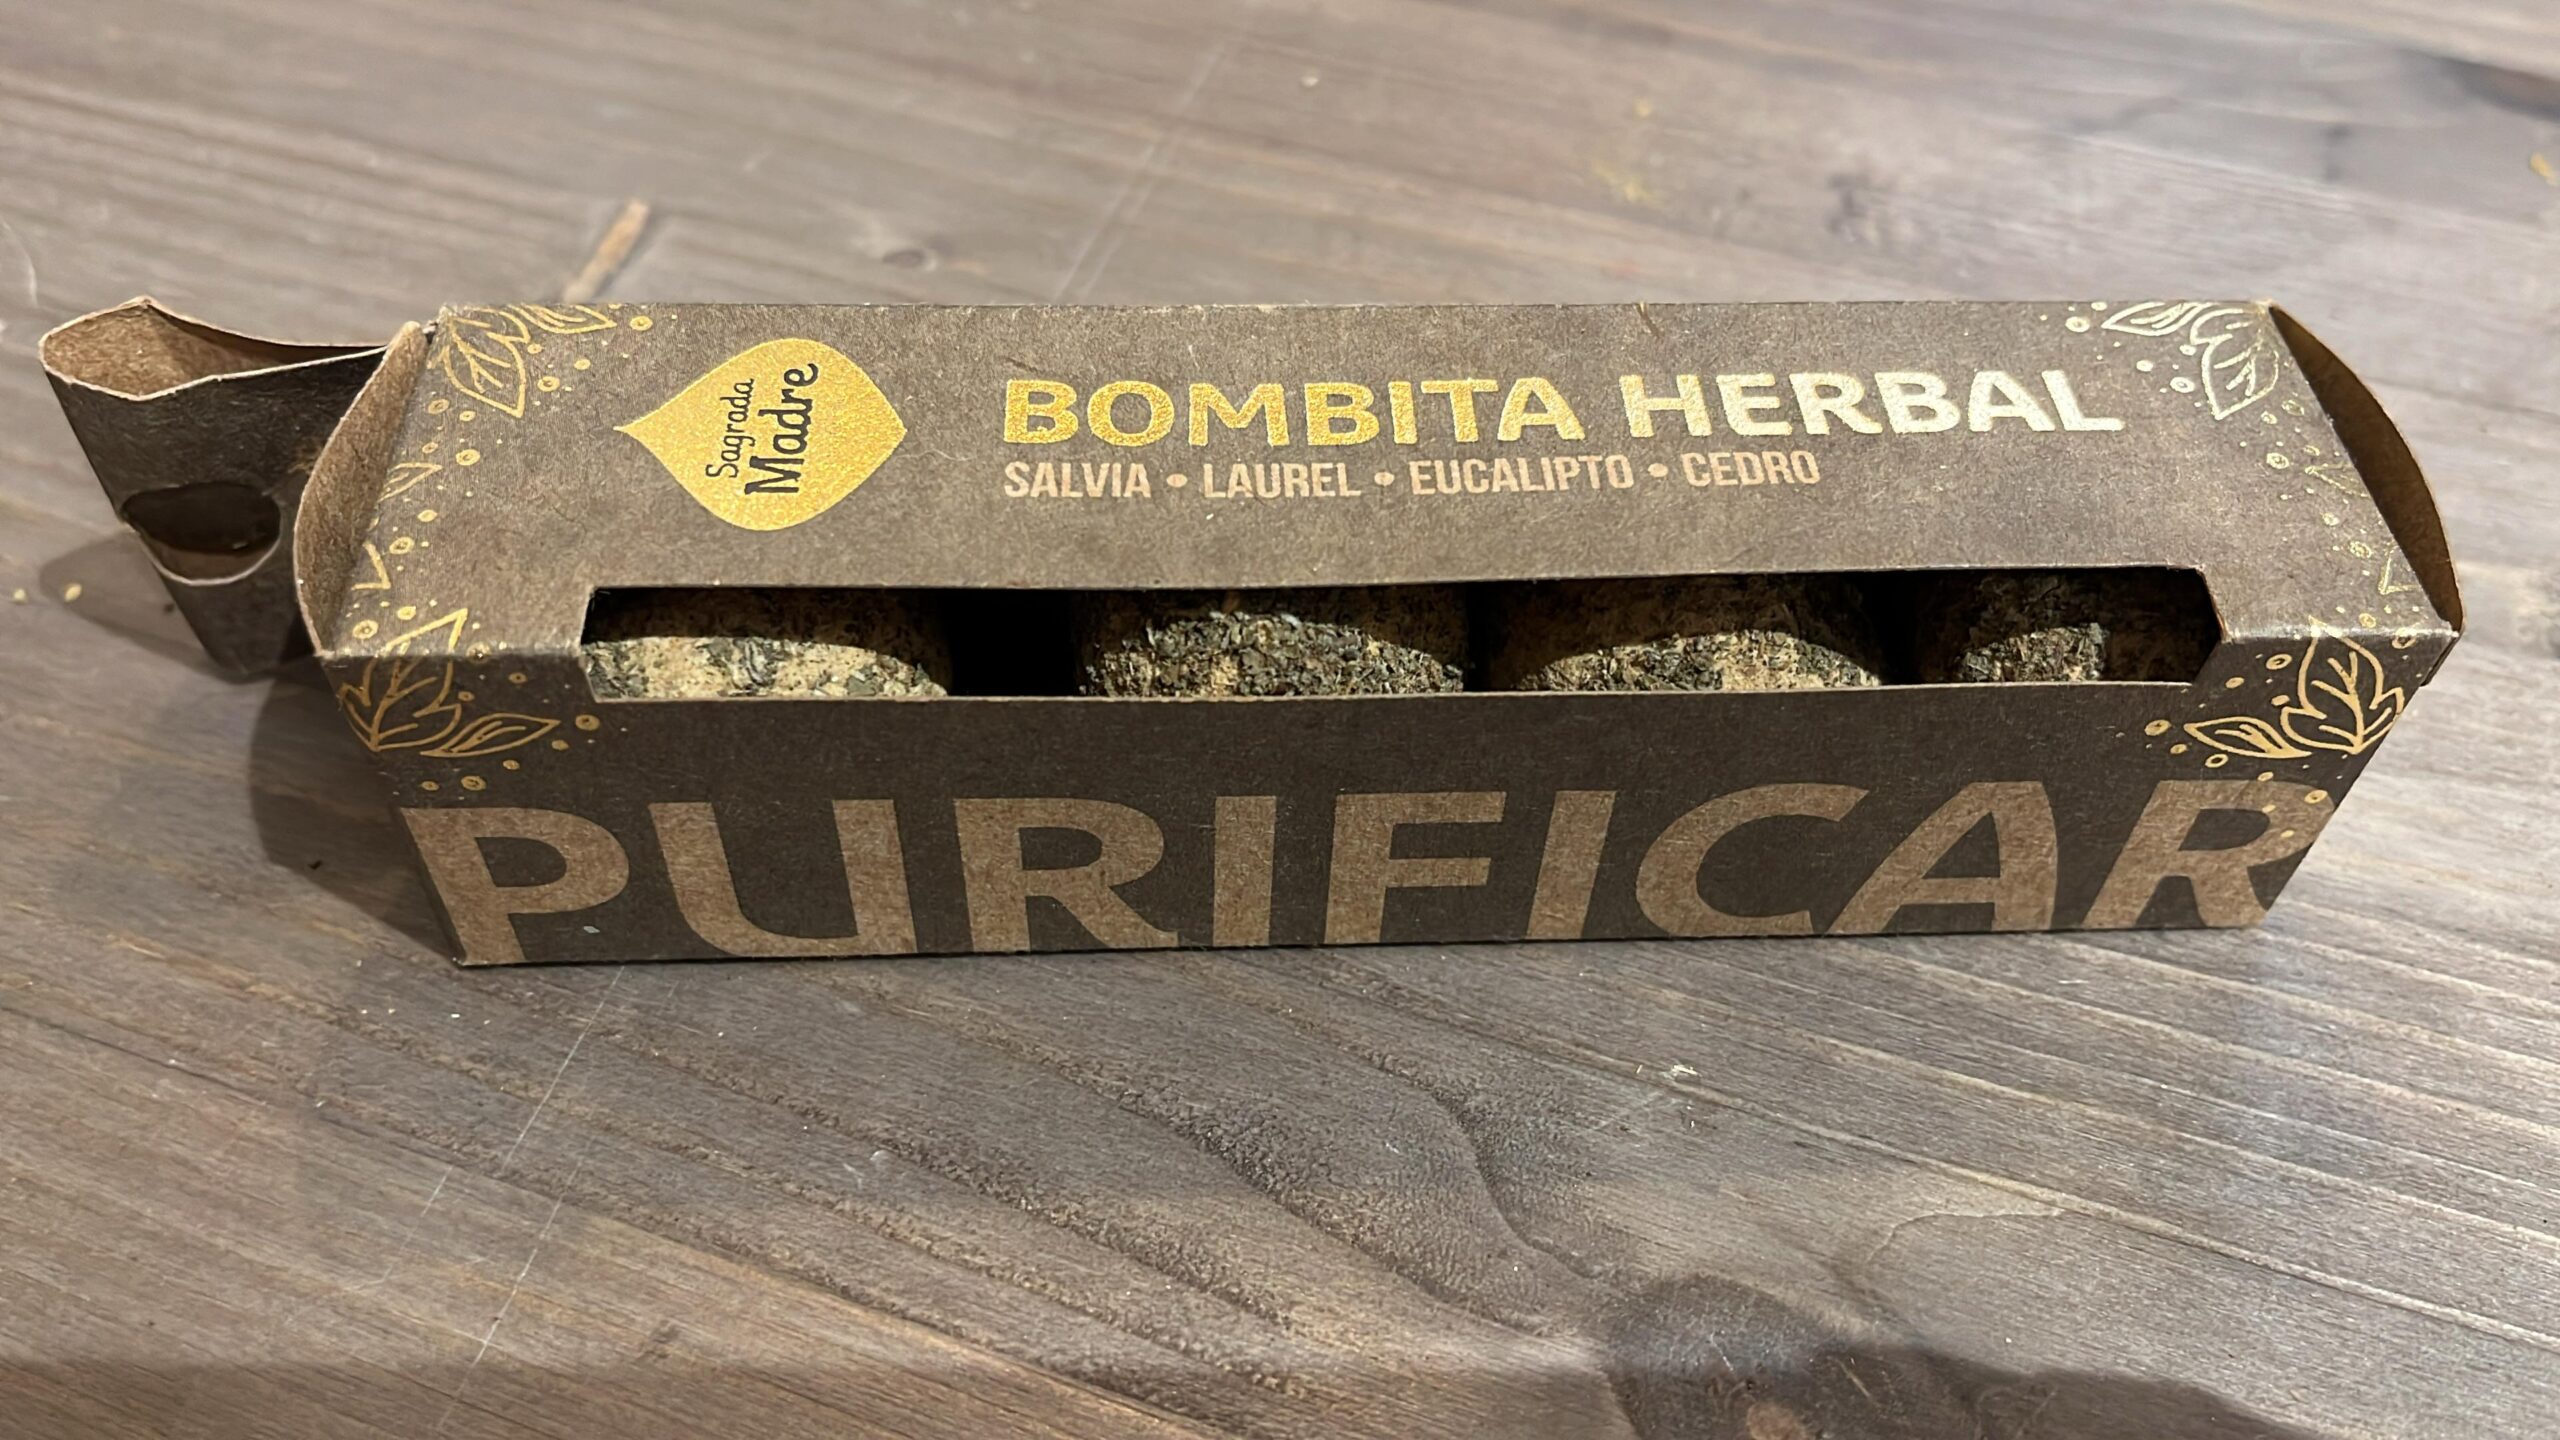 Sagrada
Madre
BOMBITA HERBAL
SALVIA • LAUREL • EUCALIPTO • CEDRO
PURIFICAR